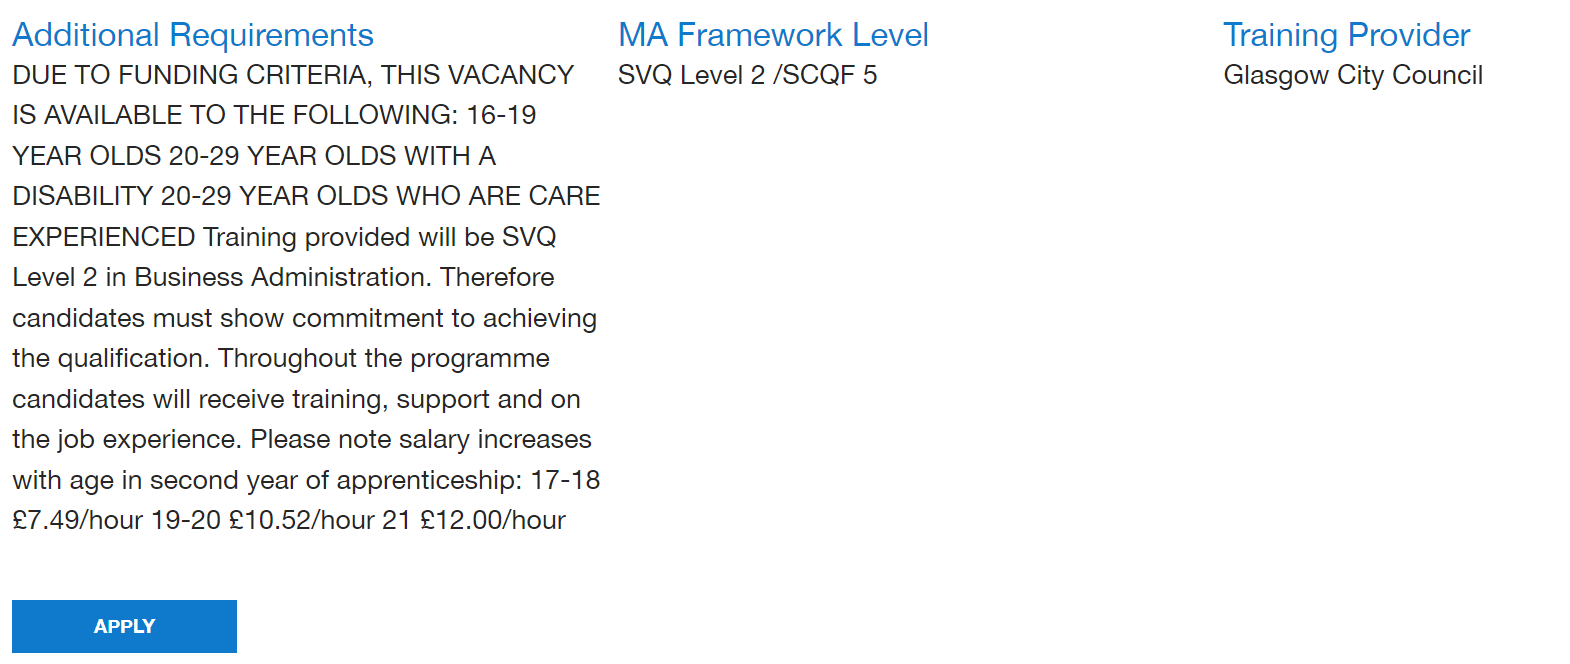 Additional Requirements
DUE TO FUNDING CRITERIA, THIS VACANCY
IS AVAILABLE TO THE FOLLOWING: 16-19
YEAR OLDS 20-29 YEAR OLDS WITH A
DISABILITY 20-29 YEAR OLDS WHO ARE CARE
EXPERIENCED Training provided will be SVQ
Level 2 in Business Administration. Therefore
candidates must show commitment to achieving
the qualification. Throughout the programme
candidates will receive training, support and on
the job experience. Please note salary increases
with age in second year of apprenticeship: 17-18
£7.49/hour 19-20 £10.52/hour 21 £12.00/hour
MA Framework Level
SVQ Level 2 /SCQF 5
Training Provider
Glasgow City Council
APPLY